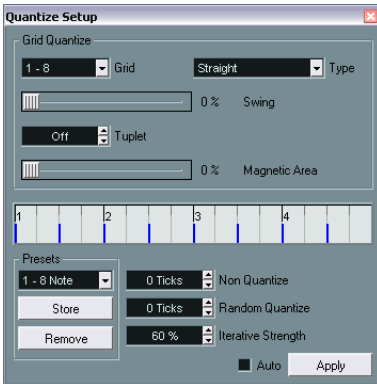 Quantize Setup
Grid Quantize
1 - 8 Grid Straight Type
0 % Swing
Off Tuplet
0 % Magnetic Area
1 2 3 4
Presets
1 - 8 Note 0 Ticks Non Quantize
Store 0 Ticks Random Quantize
Remove 60 % Iterative Strength
Auto Apply